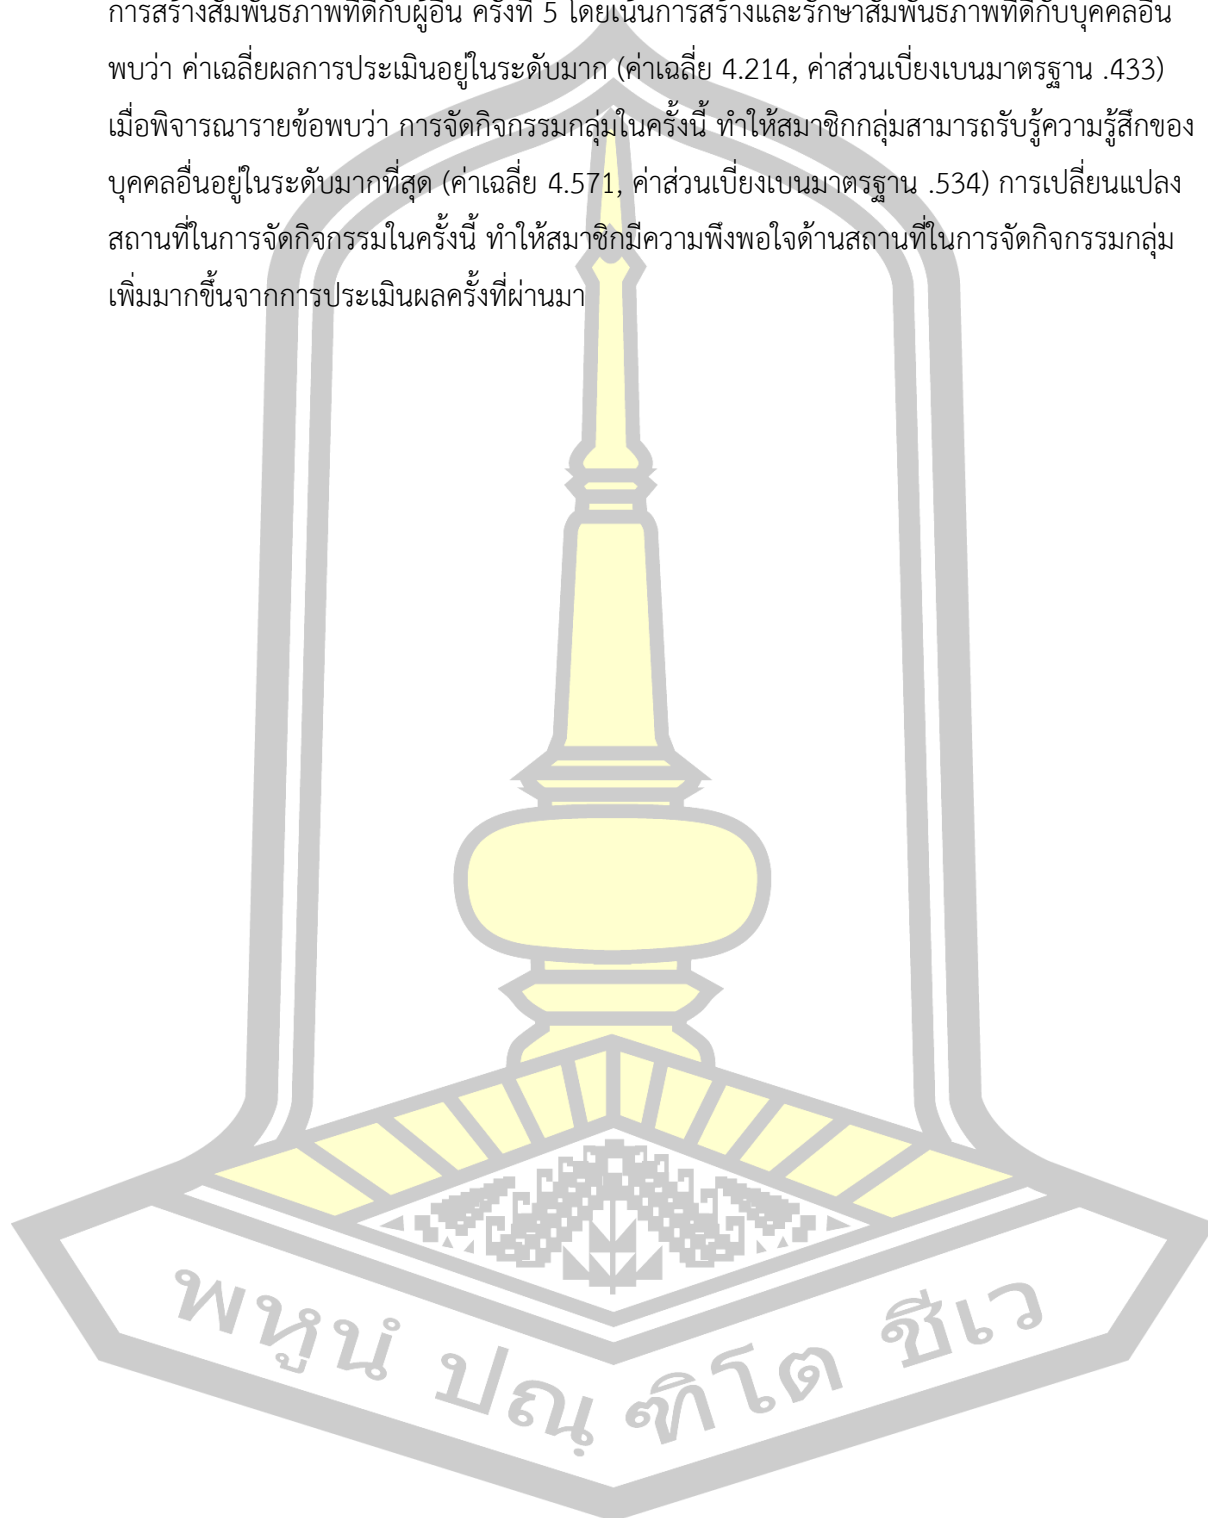 การสร้างสัมพันธภาพที่ดีกับผู้อื่น ครั้งที่ 5 โดยเน้นการสร้างและรักษาสัมพันธภาพที่ดีกับบุคคลอื่น
พบว่า ค่าเฉลี่ยผลการประเมินอยู่ในระดับมาก (ค่าเฉลี่ย 4.214, ค่าส่วนเบี่ยงเบนมาตรฐาน .433)
เมื่อพิจารณารายข้อพบว่า การจัดกิจกรรมกลุ่มในครั้งนี้ ทำให้สมาชิกกลุ่มสามารถรับรู้ความรู้สึกของ
บุคคลอื่นอยู่ในระดับมากที่สุด (ค่าเฉลี่ย 4.571, ค่าส่วนเบี่ยงเบนมาตรฐาน .534) การเปลี่ยนแปลง
สถานที่ในการจัดกิจกรรมในครั้งนี้ ทำให้สมาชิกมีความพึงพอใจด้านสถานที่ในการจัดกิจกรรมกลุ่ม
เพิ่มมากขึ้นจากการประเมินผลครั้งที่ผ่านมา
พหูนํ ปณฺ ฑิโต ชีเว